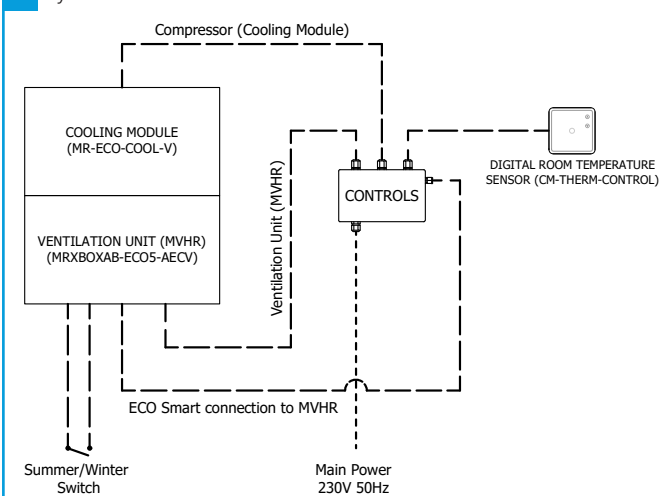 Compressor (Cooling Module)
COOLING MODULE
(MR-ECO-COOL-V)
VENTILATION UNIT (MVHR)
(MRXBOXAB-ECO5-AECV)
Ventilation Unit (MVHR)
CONTROLS
DIGITAL ROOM TEMPERATURE
SENSOR (CM-THERM-CONTROL)
ECO Smart connection to MVHR
Summer/Winter
Switch
Main Power
230V 50Hz